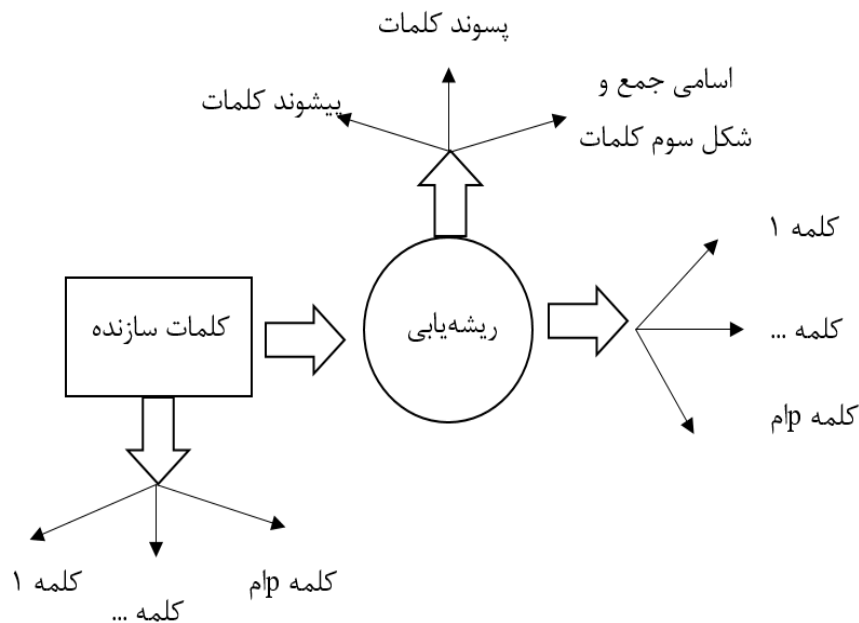 پسوند کلمات
اسامی جمع و
شکل سوم کلمات
پیشوند کلمات
کلمه ۱
کلمه ...
کلمه pام
ریشه‌یابی
کلمات سازنده
کلمه pام
کلمه ...
کلمه ۱